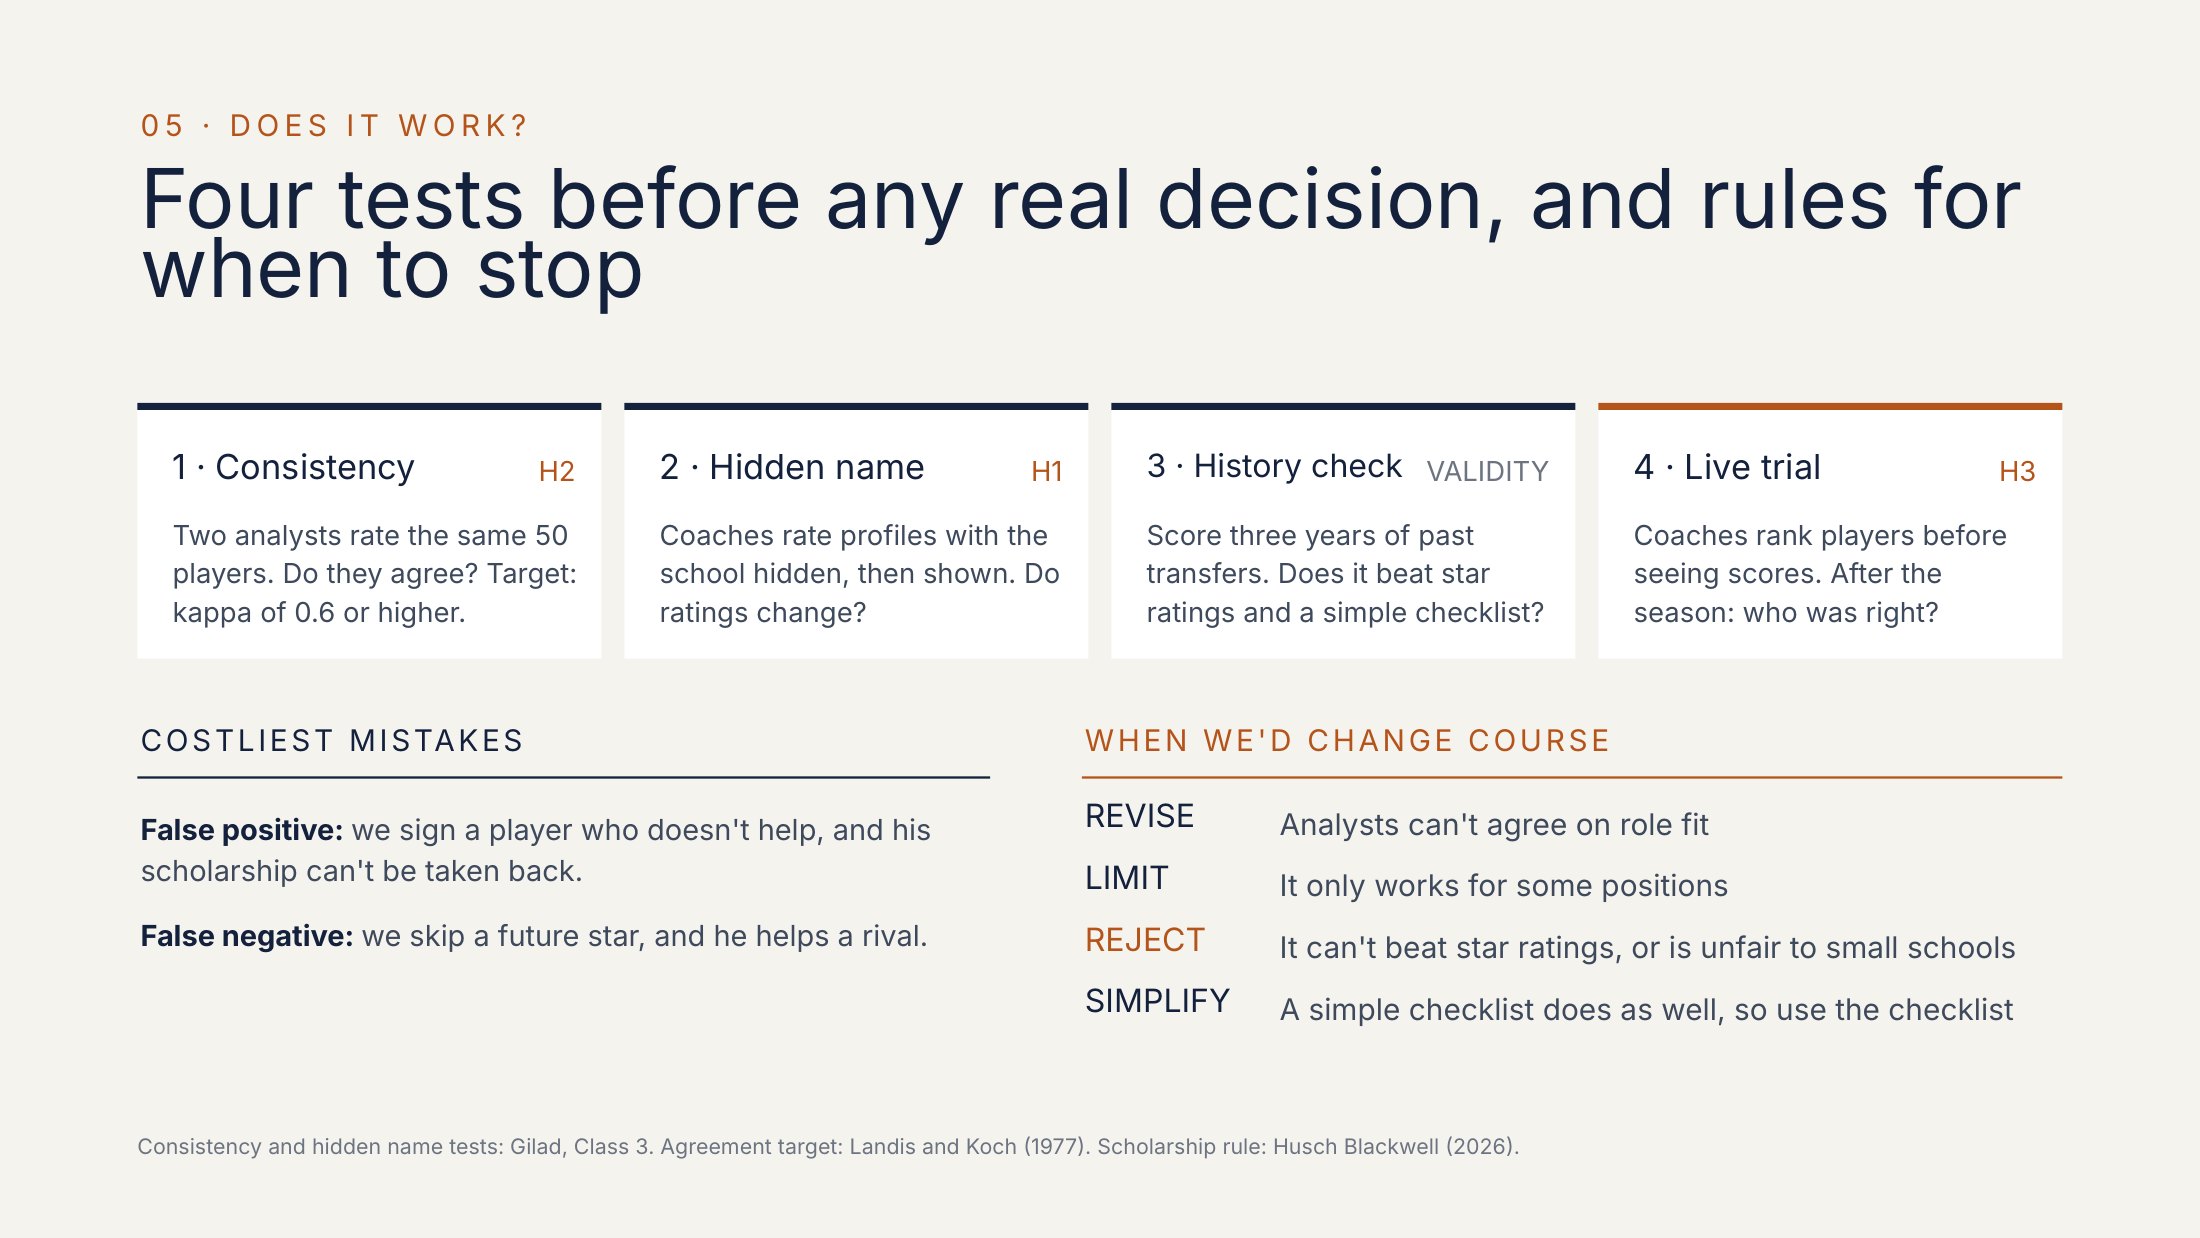 05 · DOES IT WORK?
Four tests before any real decision, and rules for
when to stop
1 · Consistency H2
Two analysts rate the same 50
players. Do they agree? Target:
kappa of 0.6 or higher.
2 · Hidden name H1
Coaches rate profiles with the
school hidden, then shown. Do
ratings change?
3 · History check VALIDITY
Score three years of past
transfers. Does it beat star
ratings and a simple checklist?
4 · Live trial H3
Coaches rank players before
seeing scores. After the
season: who was right?
COSTLIEST MISTAKES
False positive: we sign a player who doesn't help, and his
scholarship can't be taken back.
False negative: we skip a future star, and he helps a rival.
WHEN WE'D CHANGE COURSE
REVISE Analysts can't agree on role fit
LIMIT It only works for some positions
REJECT It can't beat star ratings, or is unfair to small schools
SIMPLIFY A simple checklist does as well, so use the checklist
Consistency and hidden name tests: Gilad, Class 3. Agreement target: Landis and Koch (1977). Scholarship rule: Husch Blackwell (2026).